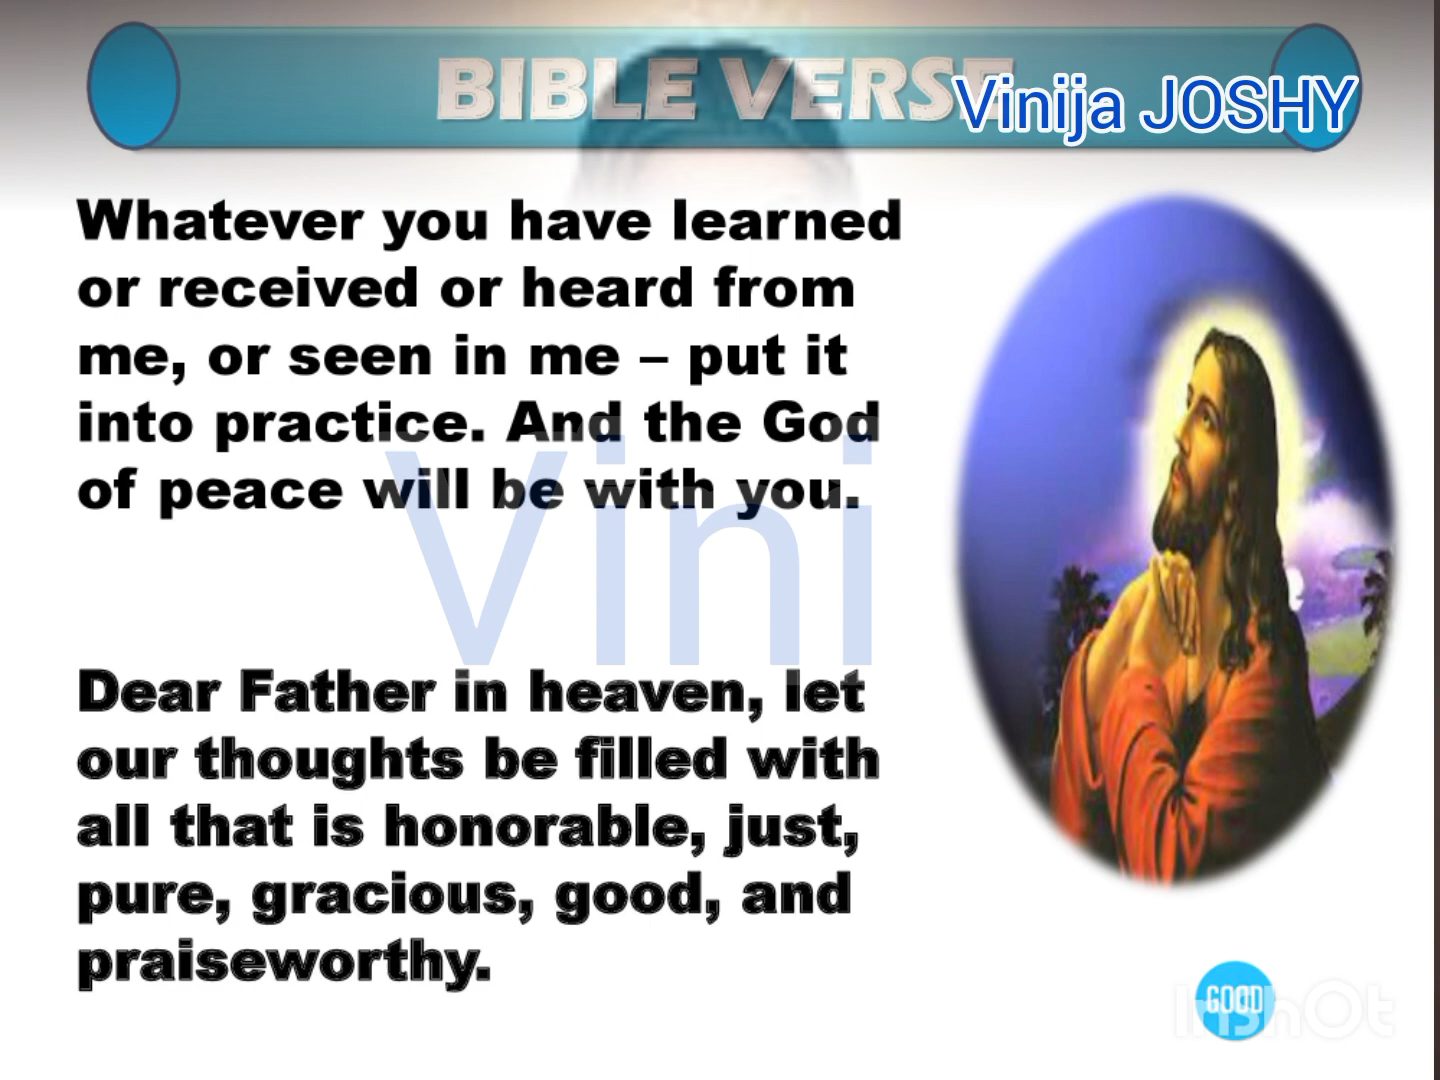 BIBLE VERSE
Vinija JOSHY
Whatever you have learned
or received or heard from
me, or seen in me – put it
into practice. And the God
of peace will be with you.
Vini
Dear Father in heaven, let
our thoughts be filled with
all that is honorable, just,
pure, gracious, good, and
praiseworthy.
GOOD
InShOt